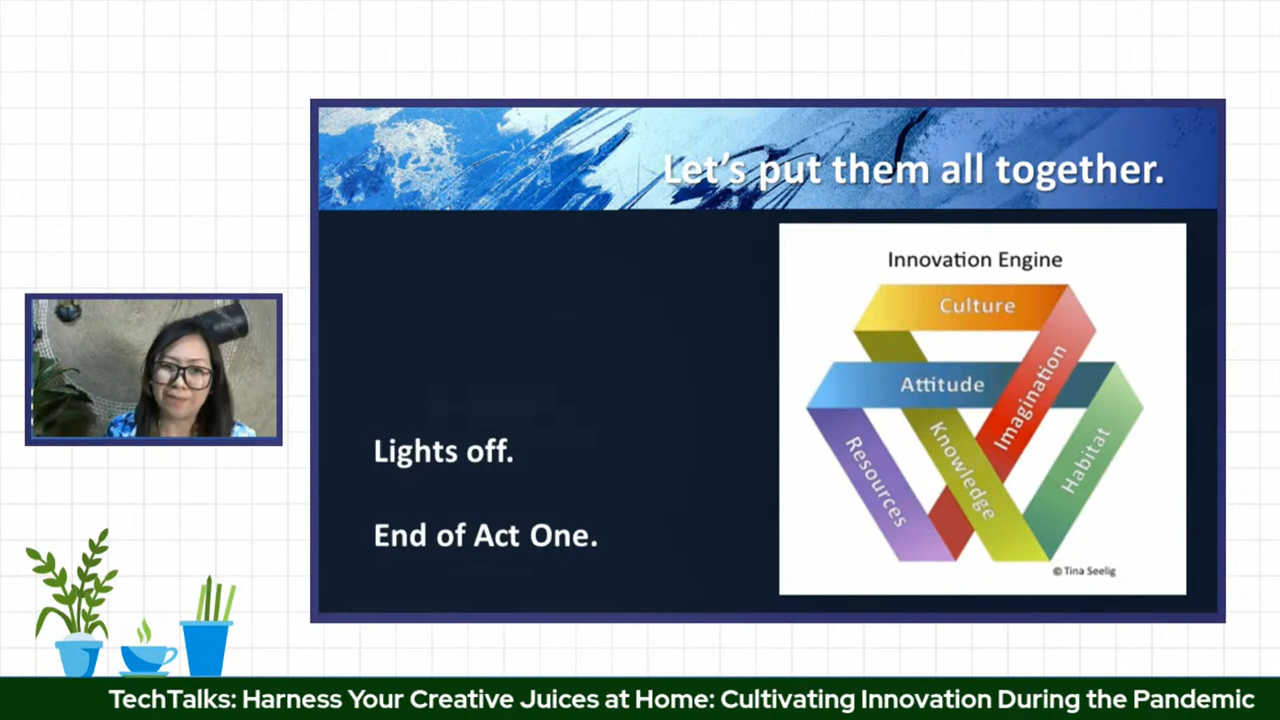 Let's put them all together.
Innovation Engine
Culture
Attitude
Imagination
Resources
Knowledge
Habitat
© Tina Seelig
Lights off.
End of Act One.
TechTalks: Harness Your Creative Juices at Home: Cultivating Innovation During the Pandemic